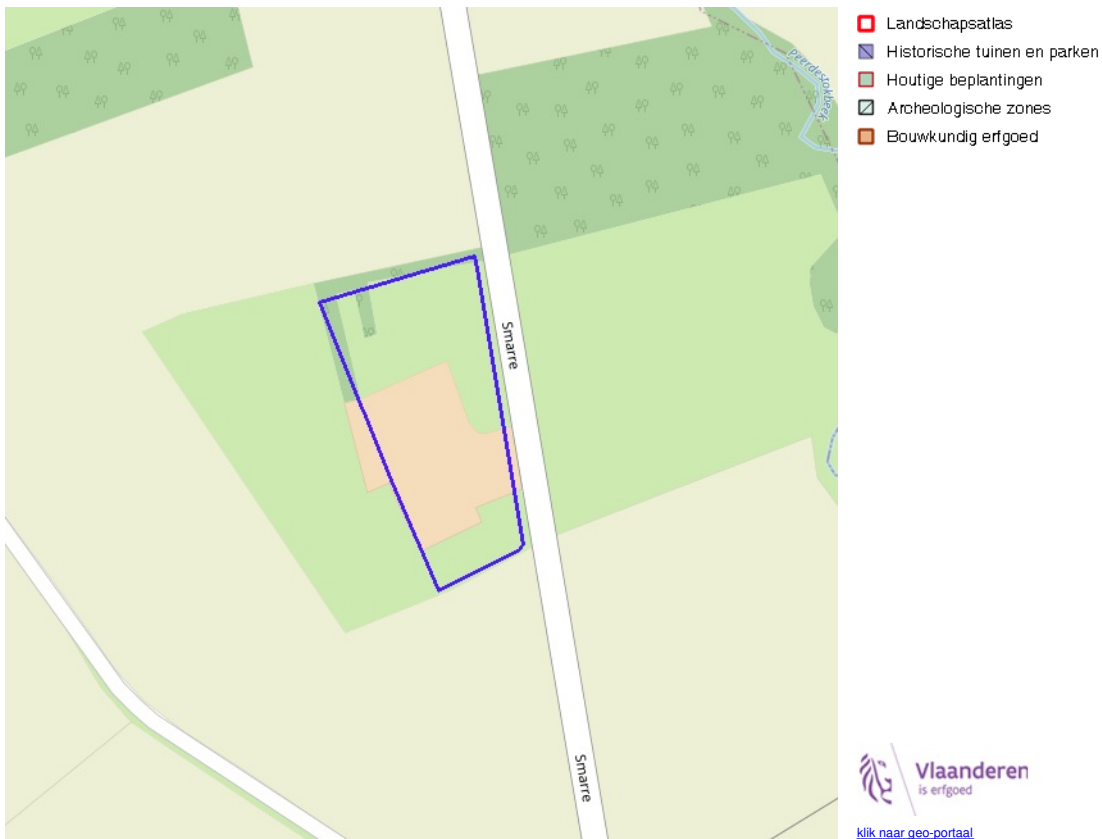 Landschapsatlas
Historische tuinen en parken
Houtige beplantingen
Archeologische zones
Bouwkundig erfgoed
Peerdestokbeek
Smarre
Smarre
Vlaanderen
is erfgoed
klik naar geo-portaal